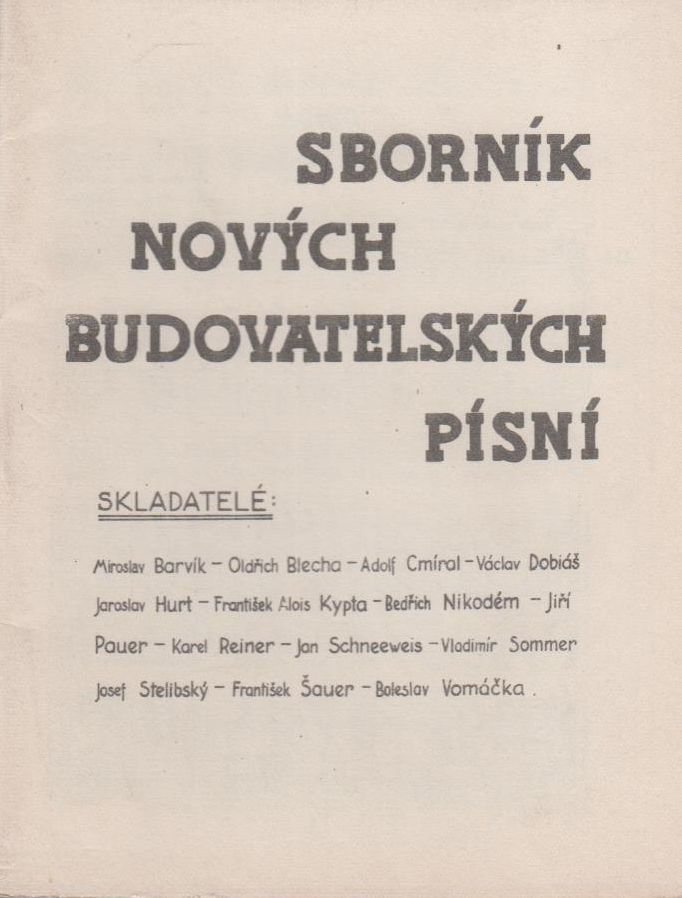 SBORNÍK
NOVÝCH
BUDOVATELSKÝCH
PÍSNÍ
SKLADATELÉ:
Miroslav Barvík – Oldřich Blecha – Adolf Cmíral – Václav Dobiáš
Jaroslav Hurt – František Alois Kypta – Bedřich Nikodém – Jiří
Pauer – Karel Reiner – Jan Schneeweis – Vladimír Sommer
Josef Stelibský – František Šauer – Boleslav Vomáčka .